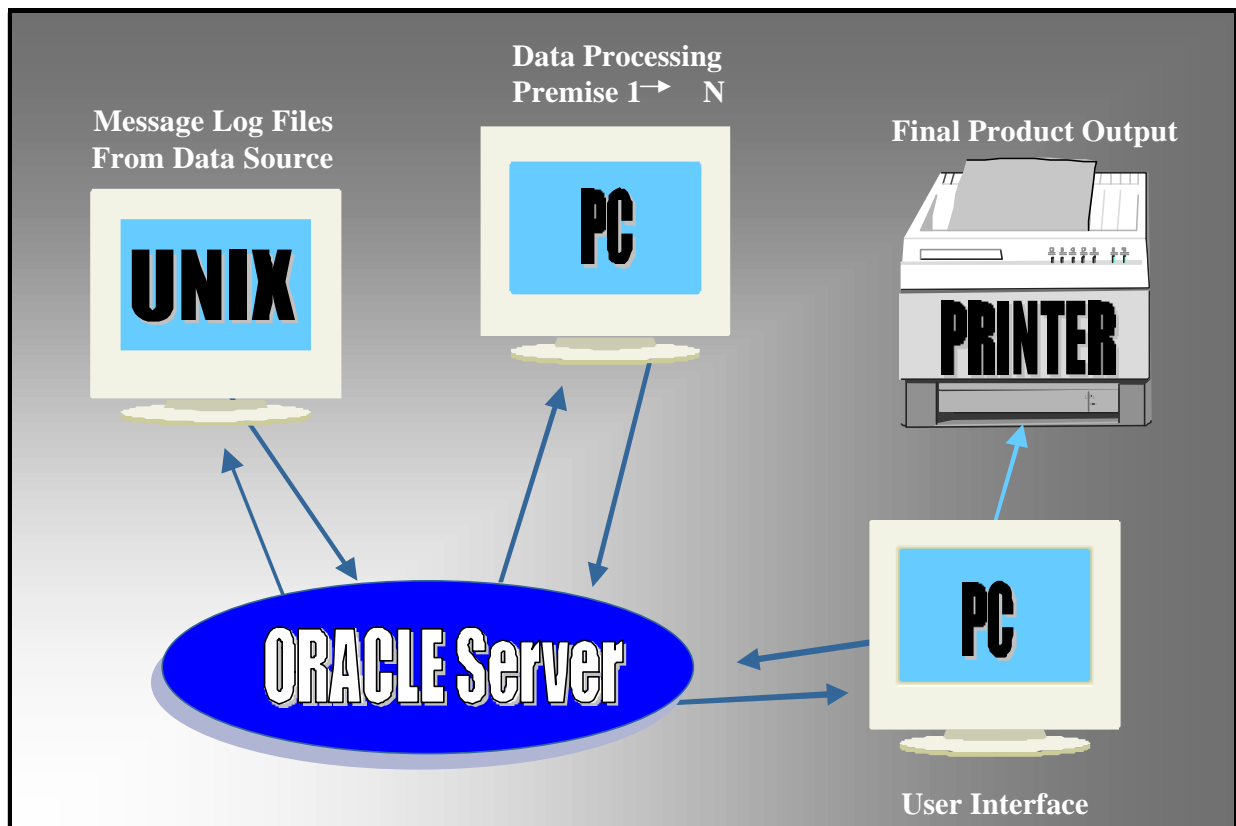 Message Log Files
From Data Source
UNIX
Data Processing
Premise 1→ N
PC
Final Product Output
PRINTER
ORACLE Server
PC
User Interface